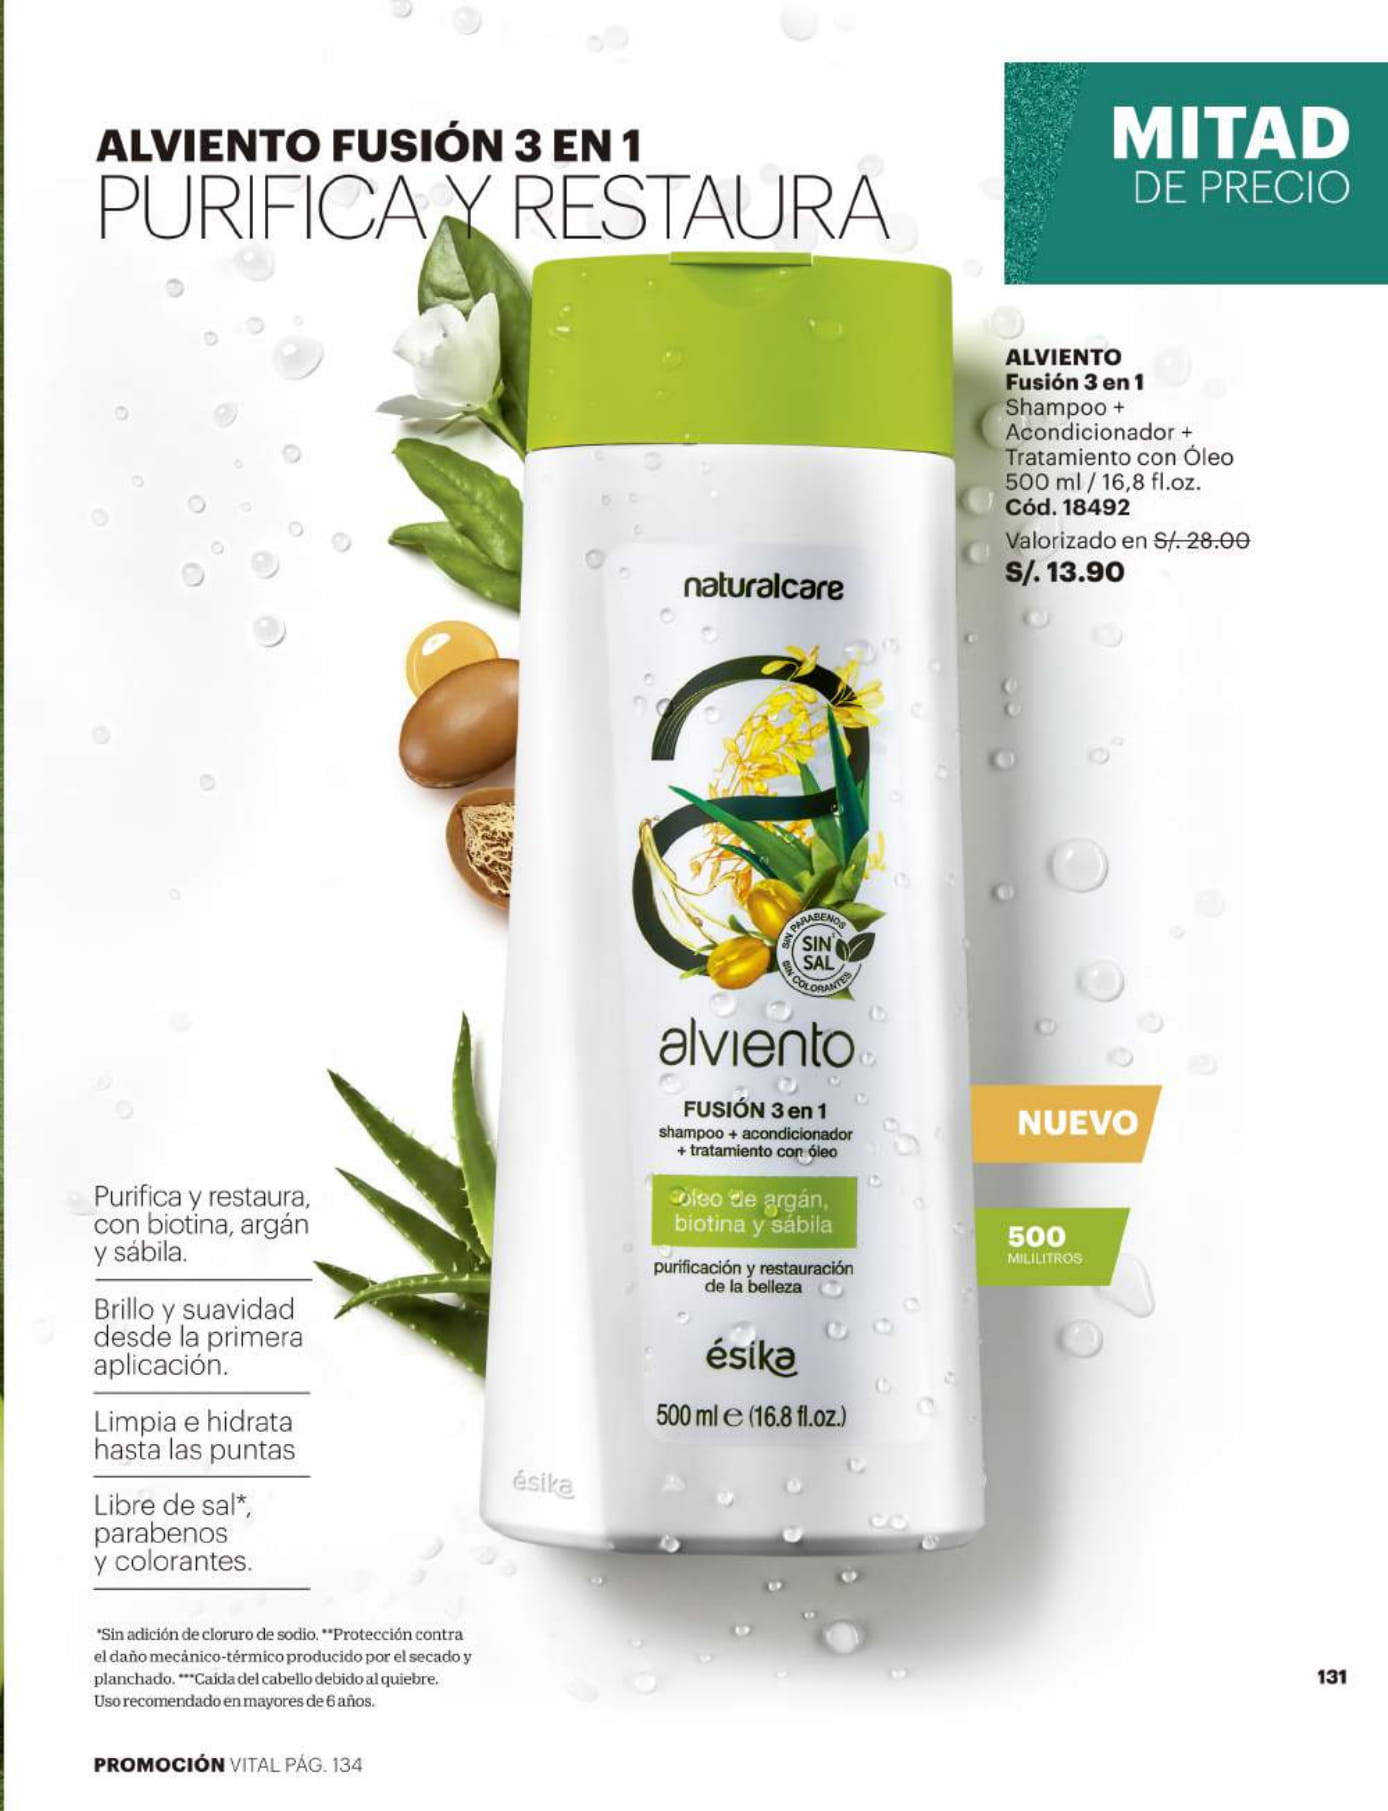 ALVIENTO FUSIÓN 3 EN 1
PURIFICA Y RESTAURA
MITAD
DE PRECIO
ALVIENTO
Fusión 3 en 1
Shampoo +
Acondicionador +
Tratamiento con Óleo
500 ml / 16,8 fl.oz.
Cód. 18492
Valorizado en S/. 28.00
S/. 13.90
naturalcare
SIN PARABENOS
SIN*
SAL
SIN COLORANTES
alviento
FUSIÓN 3 en 1
shampoo + acondicionador
+ tratamiento con óleo
óleo de argán,
biotina y sábila
purificación y restauración
de la belleza
ésika
500 ml e (16.8 fl.oz.)
ésika
NUEVO
500
MILILITROS
Purifica y restaura,
con biotina, argán
y sábila.
Brillo y suavidad
desde la primera
aplicación.
Limpia e hidrata
hasta las puntas
Libre de sal*,
parabenos
y colorantes.
*Sin adición de cloruro de sodio. **Protección contra
el daño mecánico-térmico producido por el secado y
planchado. ***Caída del cabello debido al quiebre.
Uso recomendado en mayores de 6 años.
131
PROMOCIÓN VITAL PÁG. 134